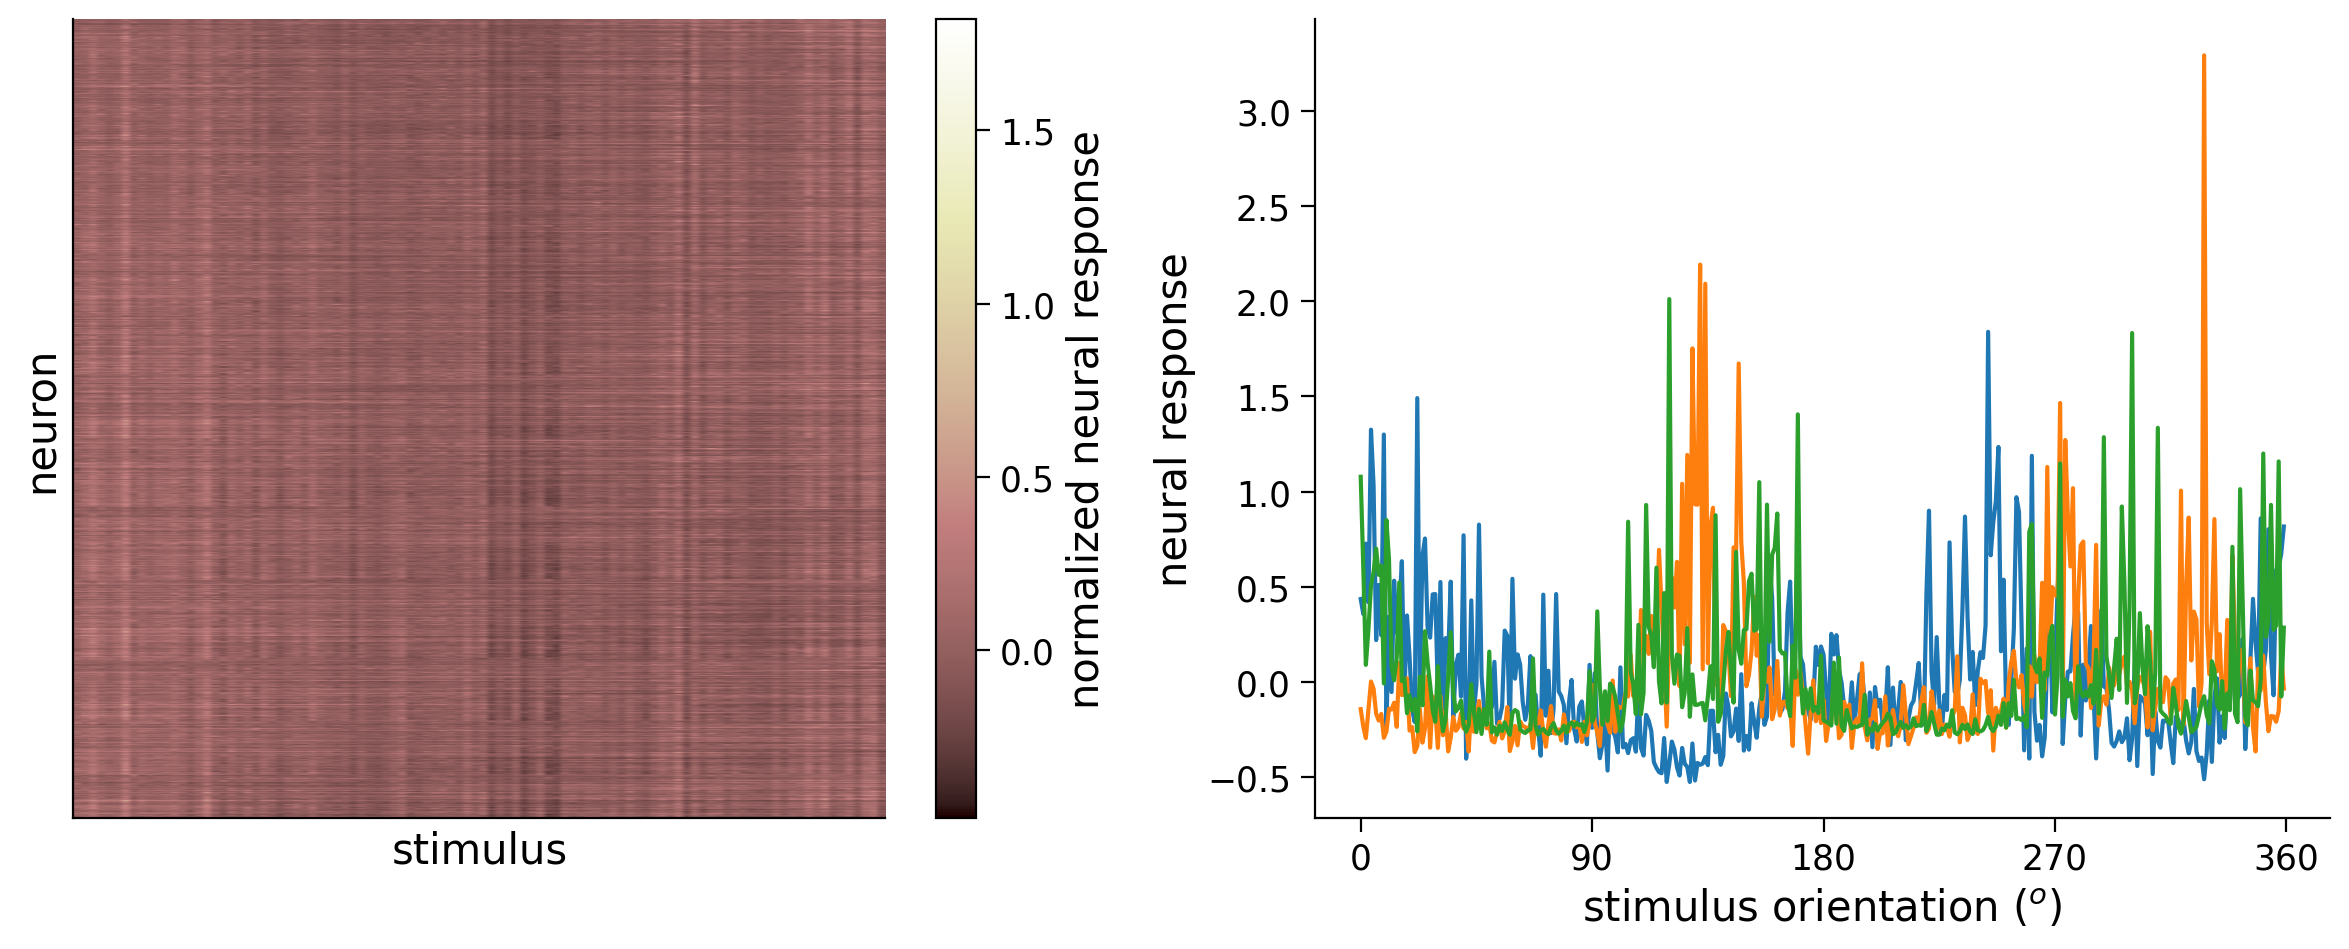 neuron
stimulus
1.5
1.0
0.5
0.0
normalized neural response
neural response
3.0
2.5
2.0
1.5
1.0
0.5
0.0
−0.5
0 90 180 270 360
stimulus orientation (°)